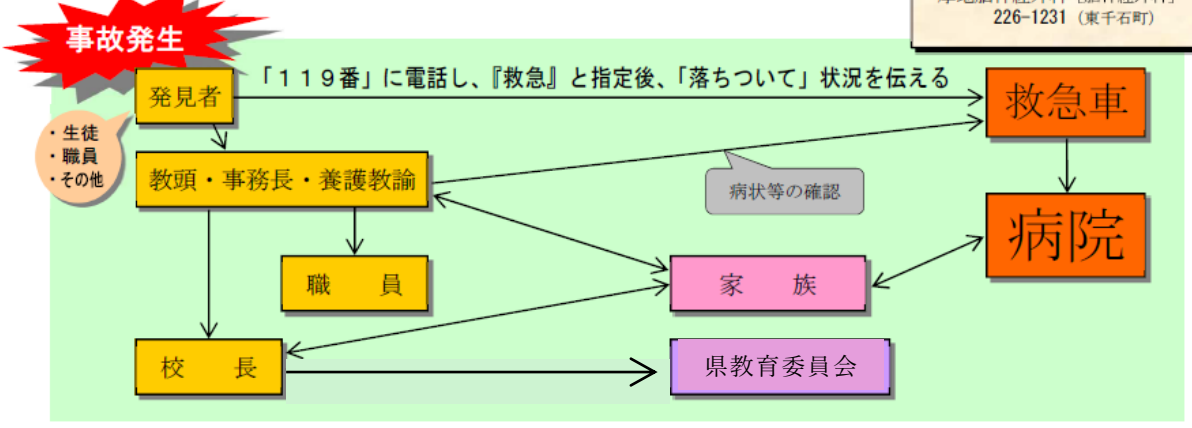 226-1231（東千石町）
事故発生
「１１９番」に電話し、『救急』と指定後、「落ちついて」状況を伝える
発見者
救急車
・生徒
・職員
・その他
教頭・事務長・養護教諭
病状等の確認
病院
職　員
家　族
校　長
県教育委員会